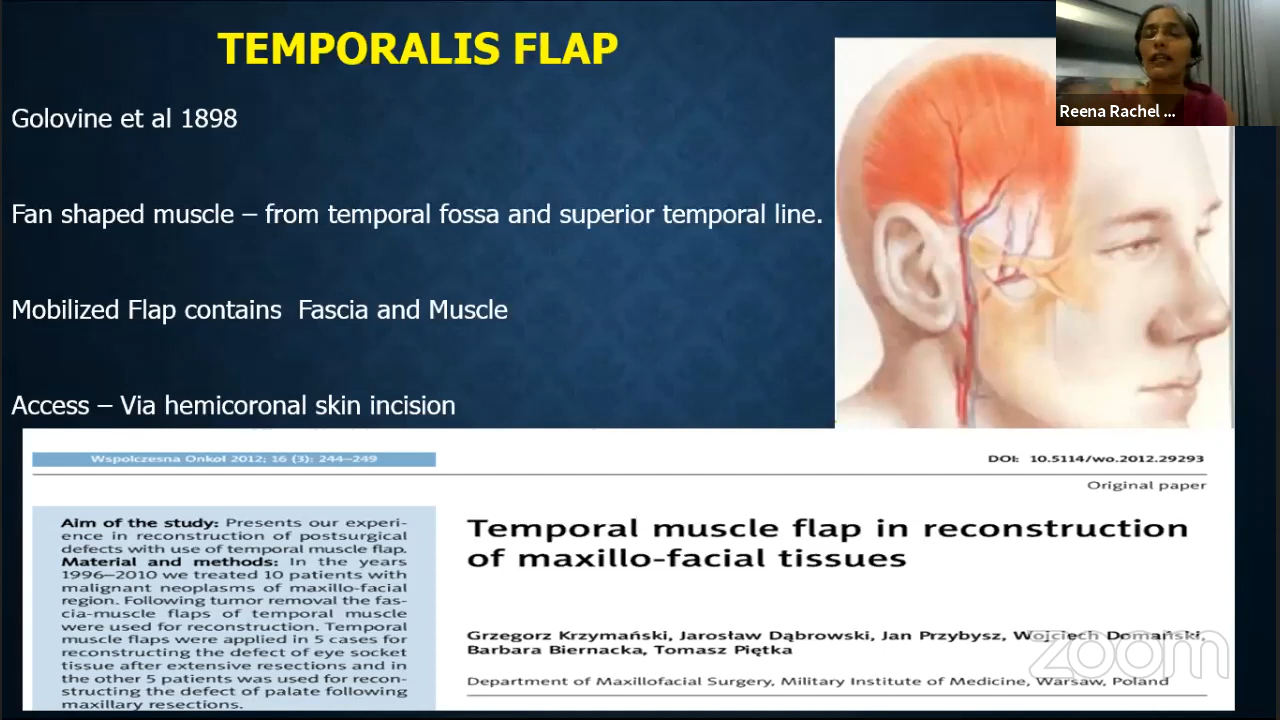 TEMPORALIS FLAP
Reena Rachel ...
Golovine et al 1898
Fan shaped muscle – from temporal fossa and superior temporal line.
Mobilized Flap contains  Fascia and Muscle
Access – Via hemicoronal skin incision
Wspolczesna Onkol 2012; 16 (3): 244–249
DOI: 10.5114/wo.2012.29293
Original paper
Aim of the study: Presents our experi-
ence in reconstruction of postsurgical
defects with use of temporal muscle flap.
Material and methods: In the years
1996–2010 we treated 10 patients with
malignant neoplasms of maxillo-facial
region. Following tumor removal the fas-
cia-muscle flaps of temporal muscle
were used for reconstruction. Temporal
muscle flaps were applied in 5 cases for
reconstructing the defect of eye socket
tissue after extensive resections and in
the other 5 patients was used for recon-
structing the defect of palate following
maxillary resections.
Temporal muscle flap in reconstruction
of maxillo-facial tissues
Grzegorz Krzymański, Jarosław Dąbrowski, Jan Przybysz, Wojciech Domański,
Barbara Biernacka, Tomasz Piętka
Department of Maxillofacial Surgery, Military Institute of Medicine, Warsaw, Poland
zoom